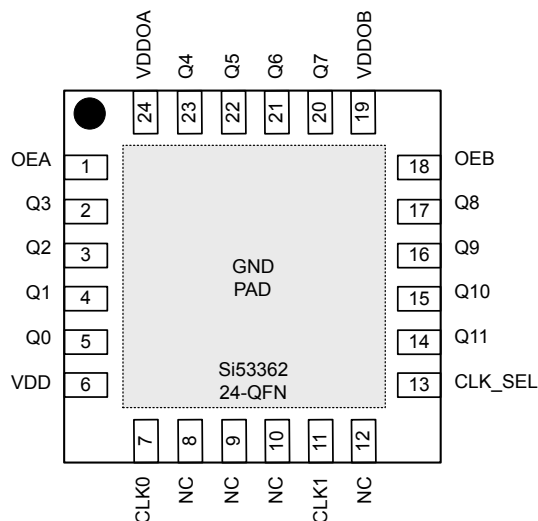 VDDOA
Q4
Q5
Q6
Q7
VDDOB
24
23
22
21
20
19
OEA
1
18
OEB
Q3
2
17
Q8
Q2
3
16
Q9
Q1
4
15
Q10
Q0
5
14
Q11
VDD
6
13
CLK_SEL
GND
PAD
Si53362
24-QFN
7
8
9
10
11
12
CLK0
NC
NC
NC
CLK1
NC